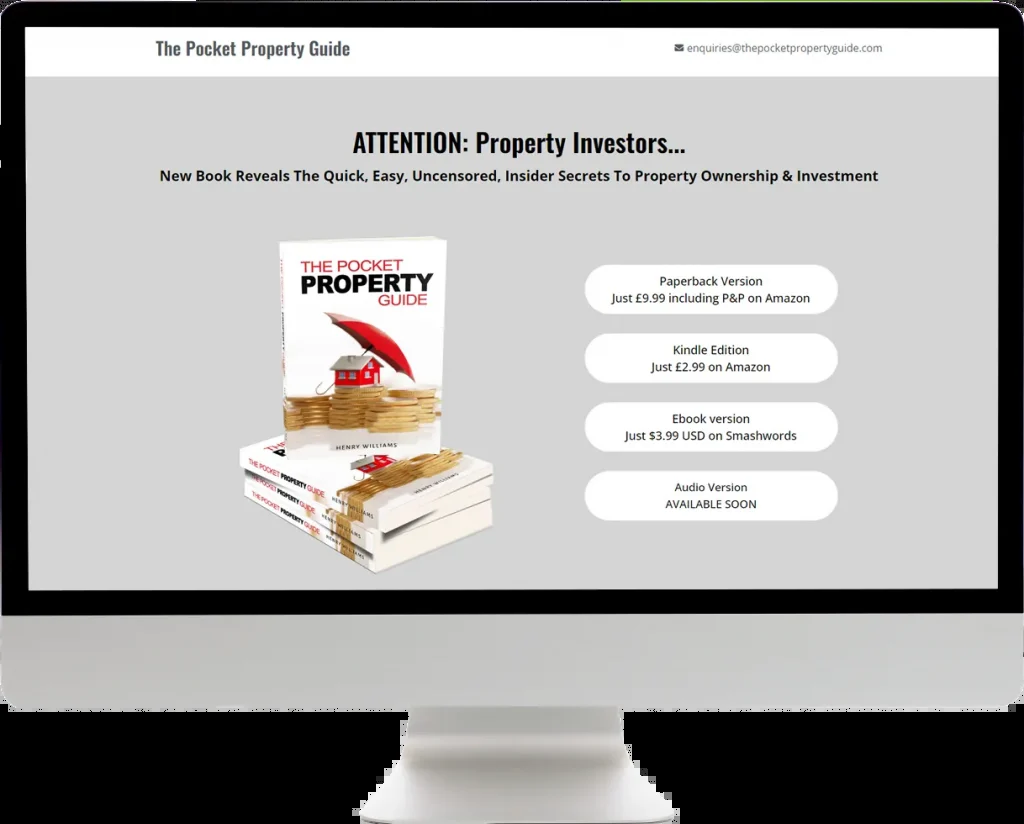 The Pocket Property Guide
enquiries@thepocketpropertyguide.com
ATTENTION: Property Investors...
New Book Reveals The Quick, Easy, Uncensored, Insider Secrets To Property Ownership & Investment
THE POCKET
PROPERTY
GUIDE
HENRY WILLIAMS
THE POCKET PROPERTY GUIDE HENRY WILLIAMS
THE POCKET PROPERTY GUIDE HENRY WILLIAMS
THE POCKET PROPERTY GUIDE HENRY WILLIAMS
HENRY WILLIAMS
Paperback Version
Just £9.99 including P&P on Amazon
Kindle Edition
Just £2.99 on Amazon
Ebook version
Just $3.99 USD on Smashwords
Audio Version
AVAILABLE SOON